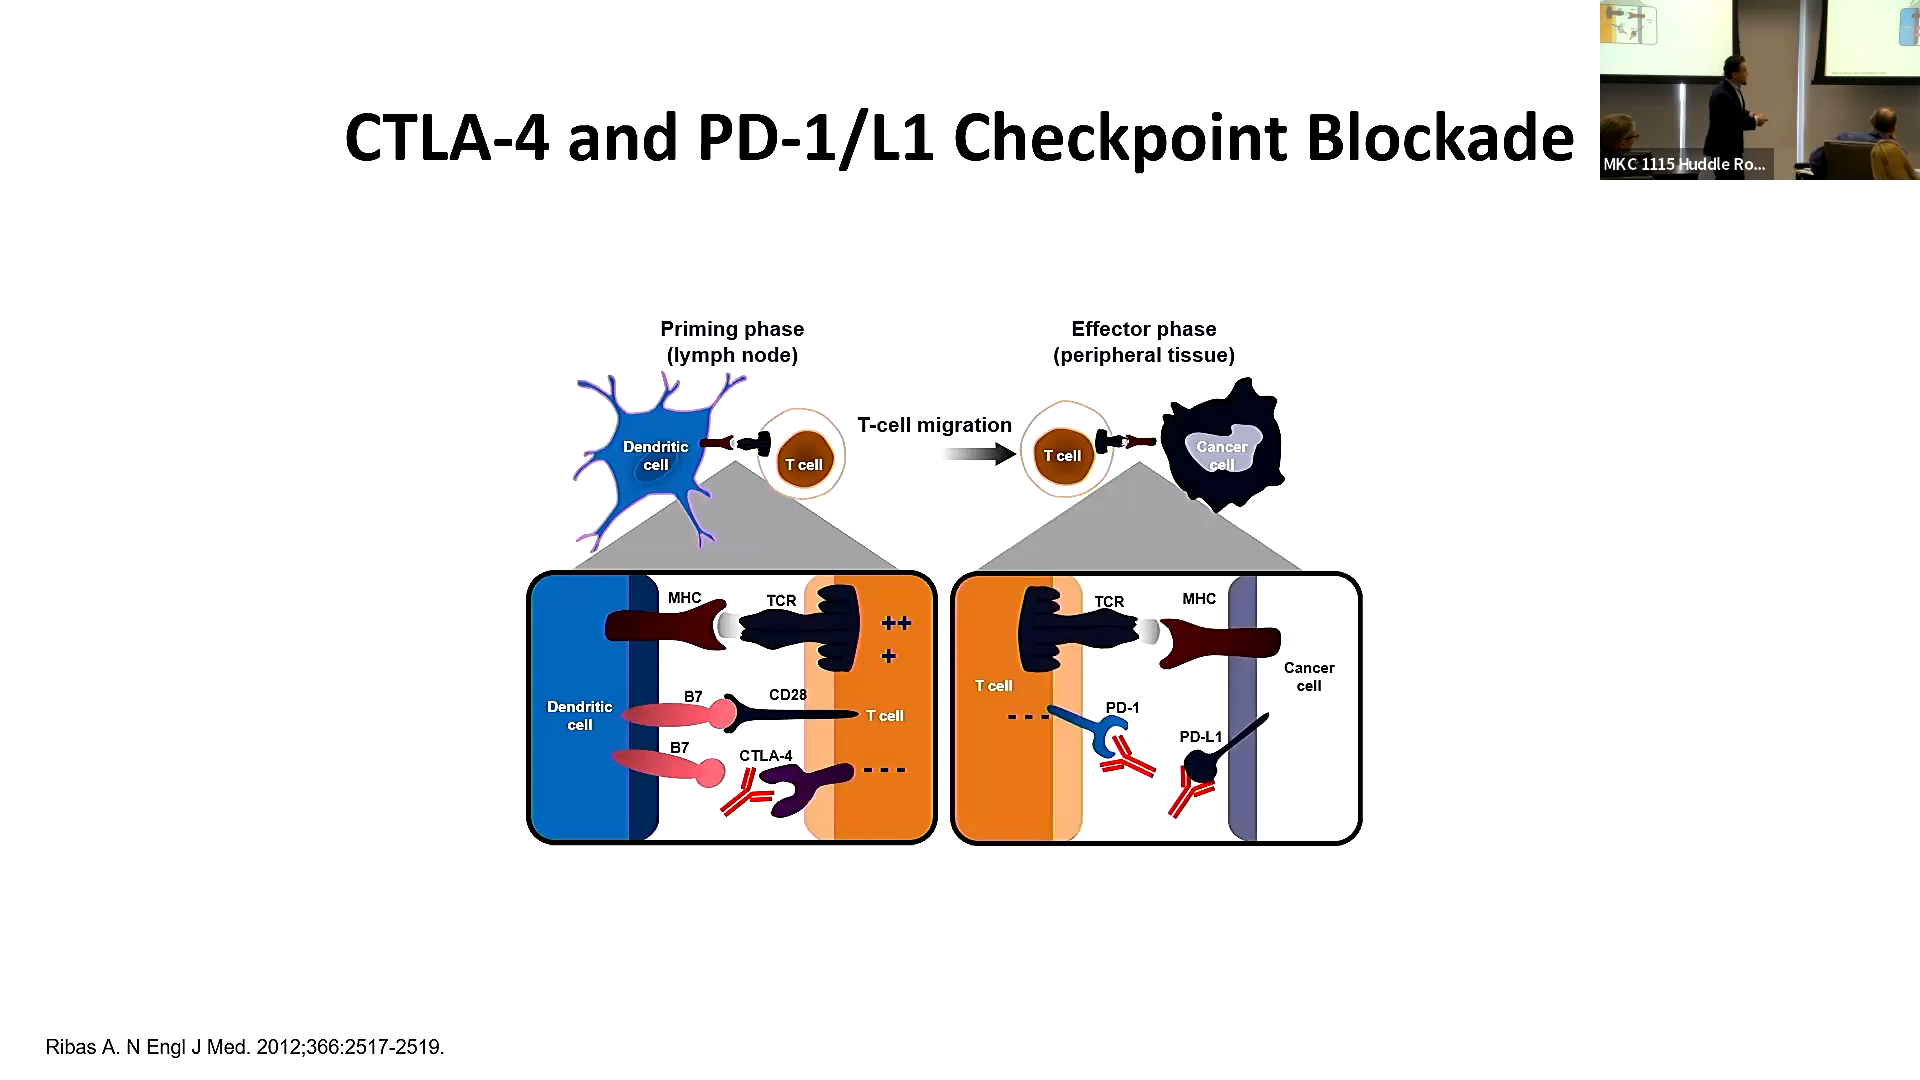 CTLA-4 and PD-1/L1 Checkpoint Blockade
MKC 1115 Huddle Ro...
Priming phase
(lymph node)
Effector phase
(peripheral tissue)
T-cell migration
Dendritic
cell
T cell
T cell
Cancer
cell
MHC
TCR
++
+
B7
CD28
Dendritic
cell
T cell
B7
CTLA-4
- - - -
TCR
MHC
Cancer
cell
T cell
PD-1
- - - -
PD-L1
Ribas A. N Engl J Med. 2012;366:2517-2519.